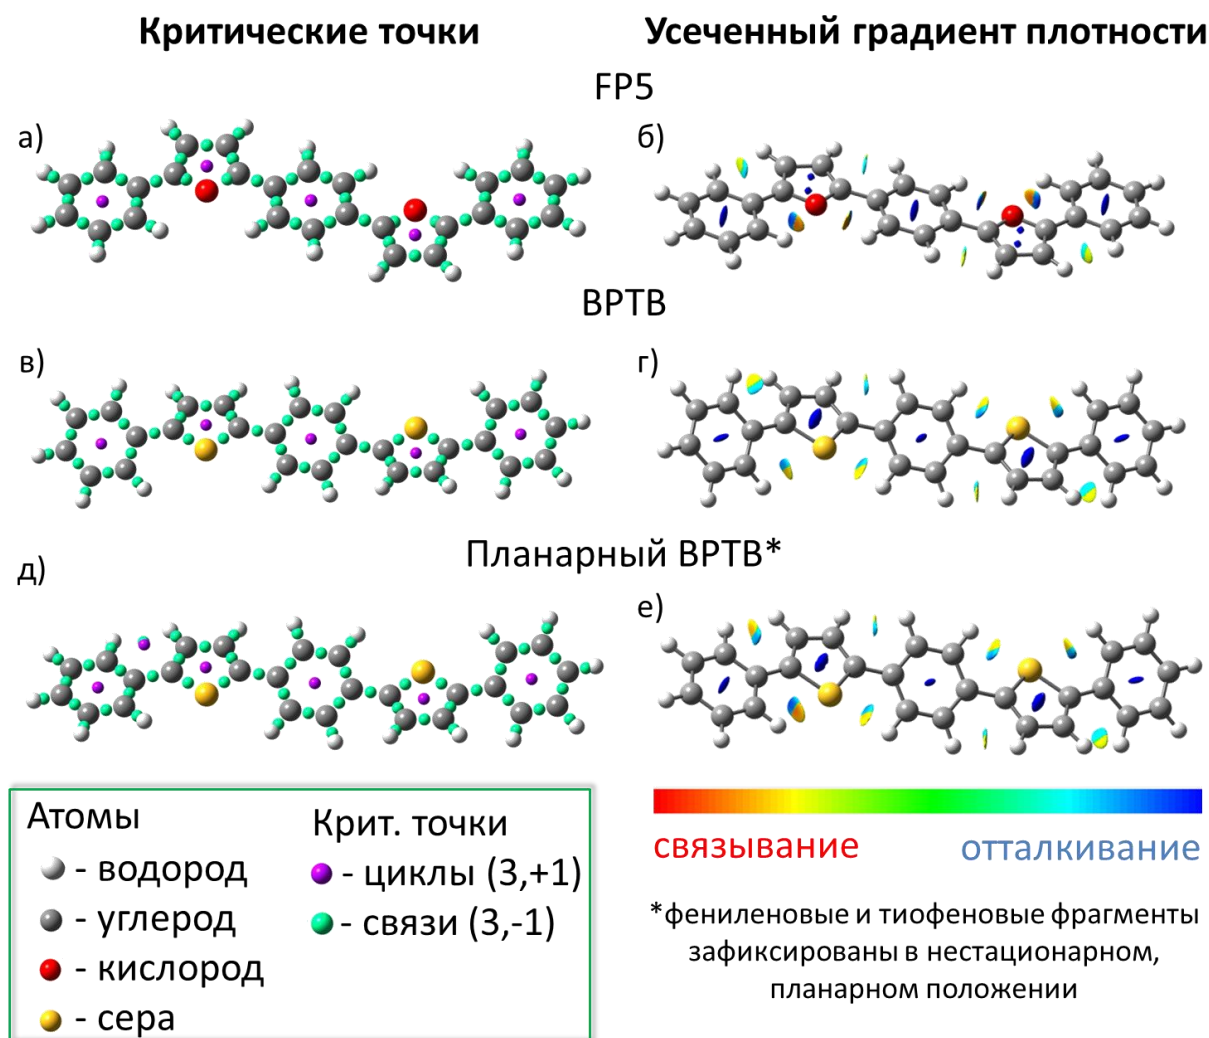 Критические точки
Усеченный градиент плотности
FP5
а)
б)
BPTB
в)
г)
Планарный BPTB*
д)
е)
Атомы
- водород
- углерод
- кислород
- сера
Крит. точки
- циклы (3,+1)
- связи (3,-1)
связывание
отталкивание
*фениленовые и тиофеновые фрагменты
зафиксированы в нестационарном,
планарном положении